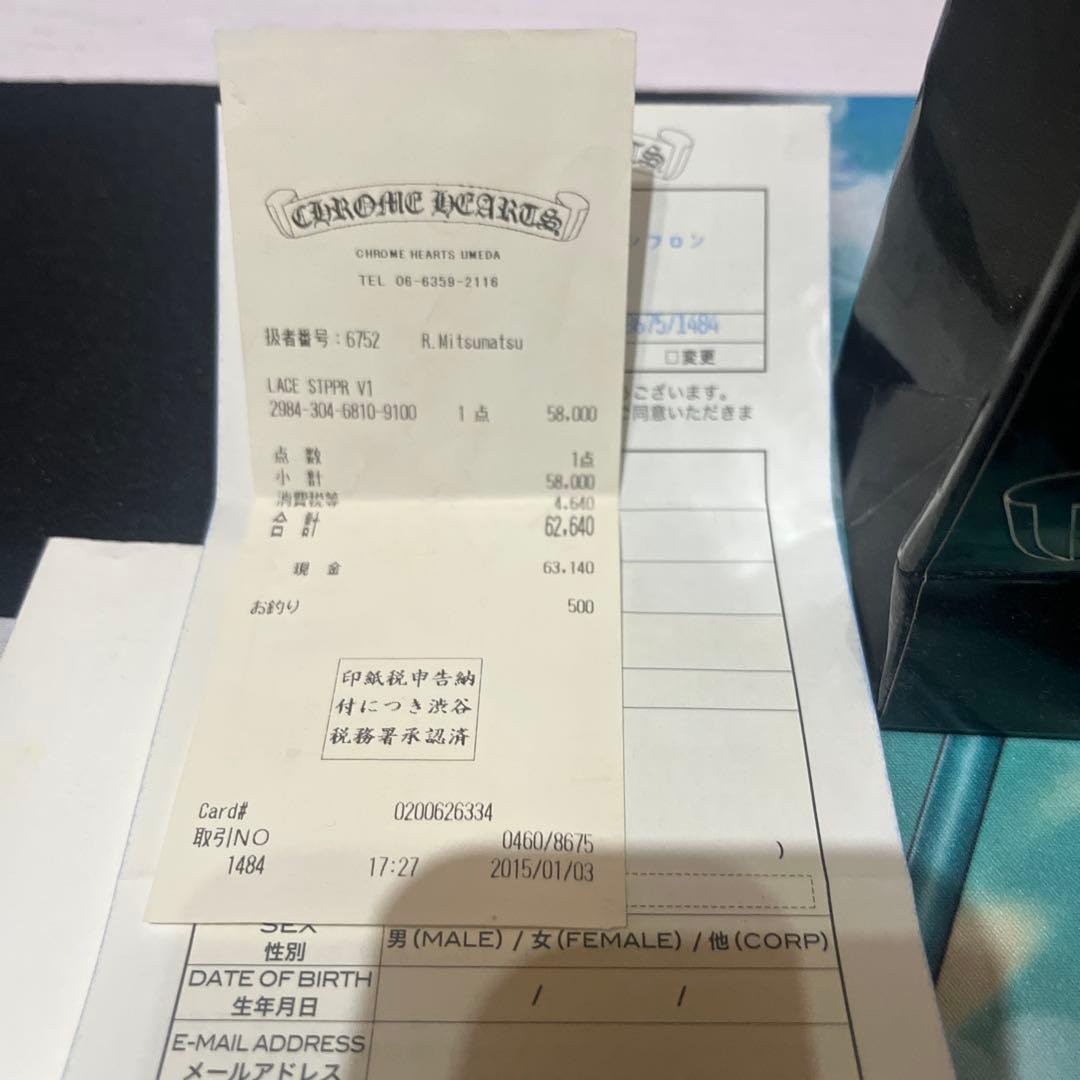 CHROME HEARTS
CHROME HEARTS UMEDA
TEL 06-6359-2116
扱者番号:6752 R.Mitsumatsu
LACE STPPR V1
2984-304-6810-9100 1点 58,000
点数 1点
小計 58,000
消費税等 4,640
合計 62,640
現金 63,140
お釣り 500
印紙税申告納
付につき渋谷
税務署承認済
Card# 0200626334
取引NO 0460/8675
1484 17:27 2015/01/03
フロン
8675/1484
□変更
ございます。
同意いただきま
)
SEX
性別
男(MALE) / 女(FEMALE) / 他(CORP)
DATE OF BIRTH
生年月日
/ /
E-MAIL ADDRESS
メールアドレス